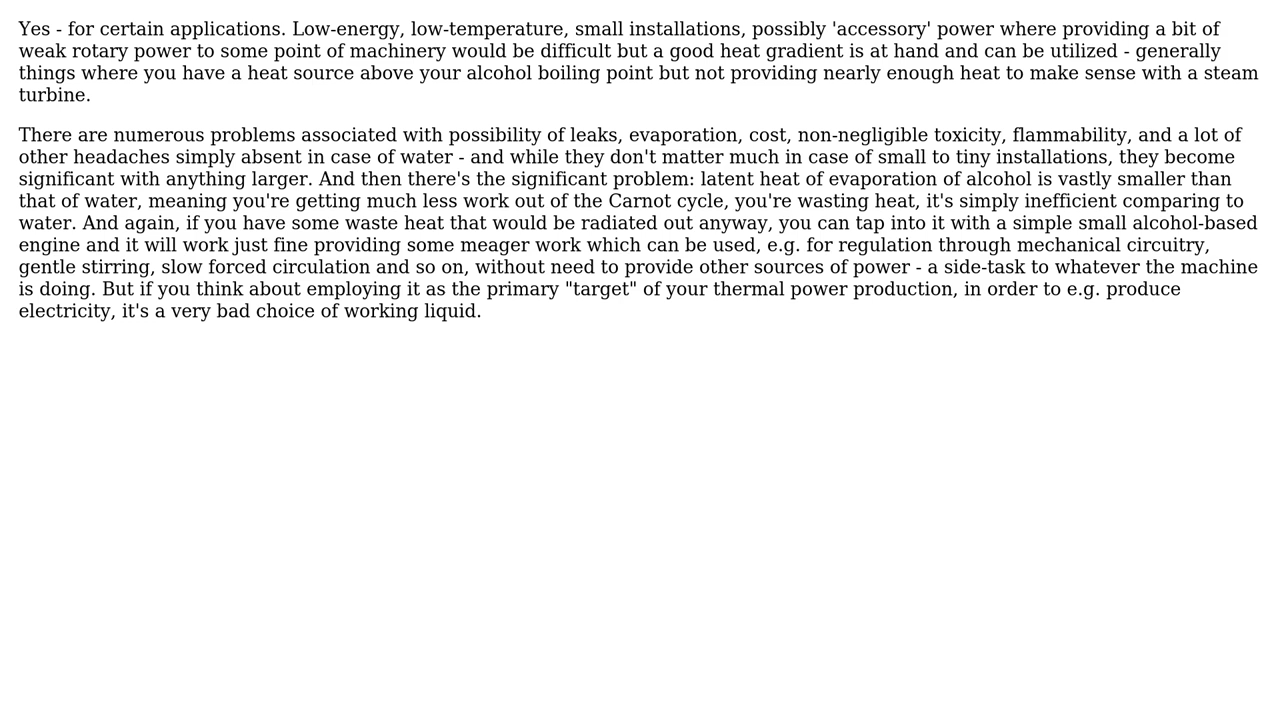 Yes - for certain applications. Low-energy, low-temperature, small installations, possibly 'accessory' power where providing a bit of
weak rotary power to some point of machinery would be difficult but a good heat gradient is at hand and can be utilized - generally
things where you have a heat source above your alcohol boiling point but not providing nearly enough heat to make sense with a steam
turbine.
There are numerous problems associated with possibility of leaks, evaporation, cost, non-negligible toxicity, flammability, and a lot of
other headaches simply absent in case of water - and while they don't matter much in case of small to tiny installations, they become
significant with anything larger. And then there's the significant problem: latent heat of evaporation of alcohol is vastly smaller than
that of water, meaning you're getting much less work out of the Carnot cycle, you're wasting heat, it's simply inefficient comparing to
water. And again, if you have some waste heat that would be radiated out anyway, you can tap into it with a simple small alcohol-based
engine and it will work just fine providing some meager work which can be used, e.g. for regulation through mechanical circuitry,
gentle stirring, slow forced circulation and so on, without need to provide other sources of power - a side-task to whatever the machine
is doing. But if you think about employing it as the primary "target" of your thermal power production, in order to e.g. produce
electricity, it's a very bad choice of working liquid.